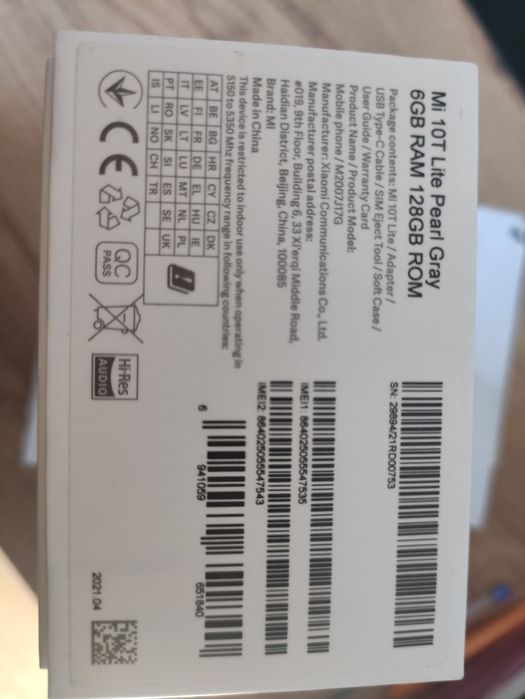 Mi 10T Lite Pearl Gray
6GB RAM 128GB ROM
Package contents: Mi 10T Lite / Adapter /
USB Type-C Cable / SIM Eject Tool / Soft Case /
User Guide / Warranty Card
Product Name / Product Model:
Mobile phone / M2007J17G
Manufacturer: Xiaomi Communications Co., Ltd.
Manufacturer postal address:
#019, 9th Floor, Building 6, 33 Xi'erqi Middle Road,
Haidian District, Beijing, China, 100085
Brand: MI
Made in China
This device is restricted to indoor use only when operating in
5150 to 5350 Mhz frequency range in following countries:
AT BE BG HR CY CZ DK
EE FI FR DE EL HU IE
IT LV LT LU MT NL PL
PT RO SK SI ES SE UK
IS LI NO CH TR
CE
QC
PASS
Hi-Res
AUDIO
SN: 29894/21RD00753
IMEI1: 864025055547535
IMEI2: 864025055547543
6 941059 651840
2021.04